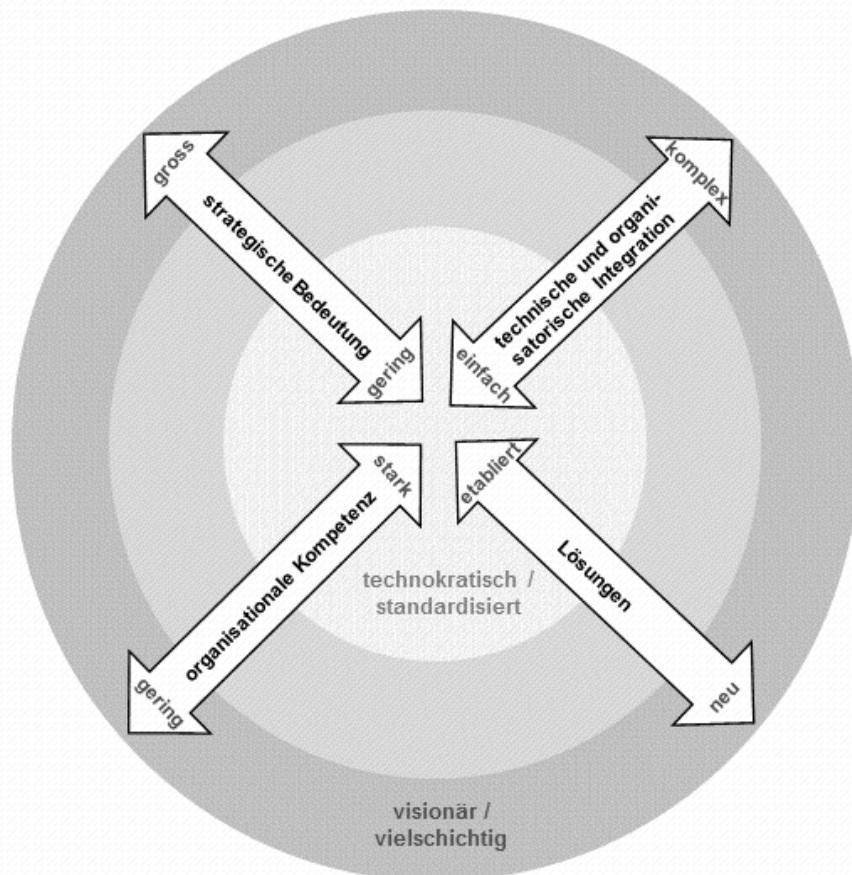 gross
strategische Bedeutung
gering
komplex
technische und organi-
satorische Integration
einfach
stark
organisationale Kompetenz
gering
etabliert
Lösungen
neu
technokratisch /
standardisiert
visionär /
vielschichtig